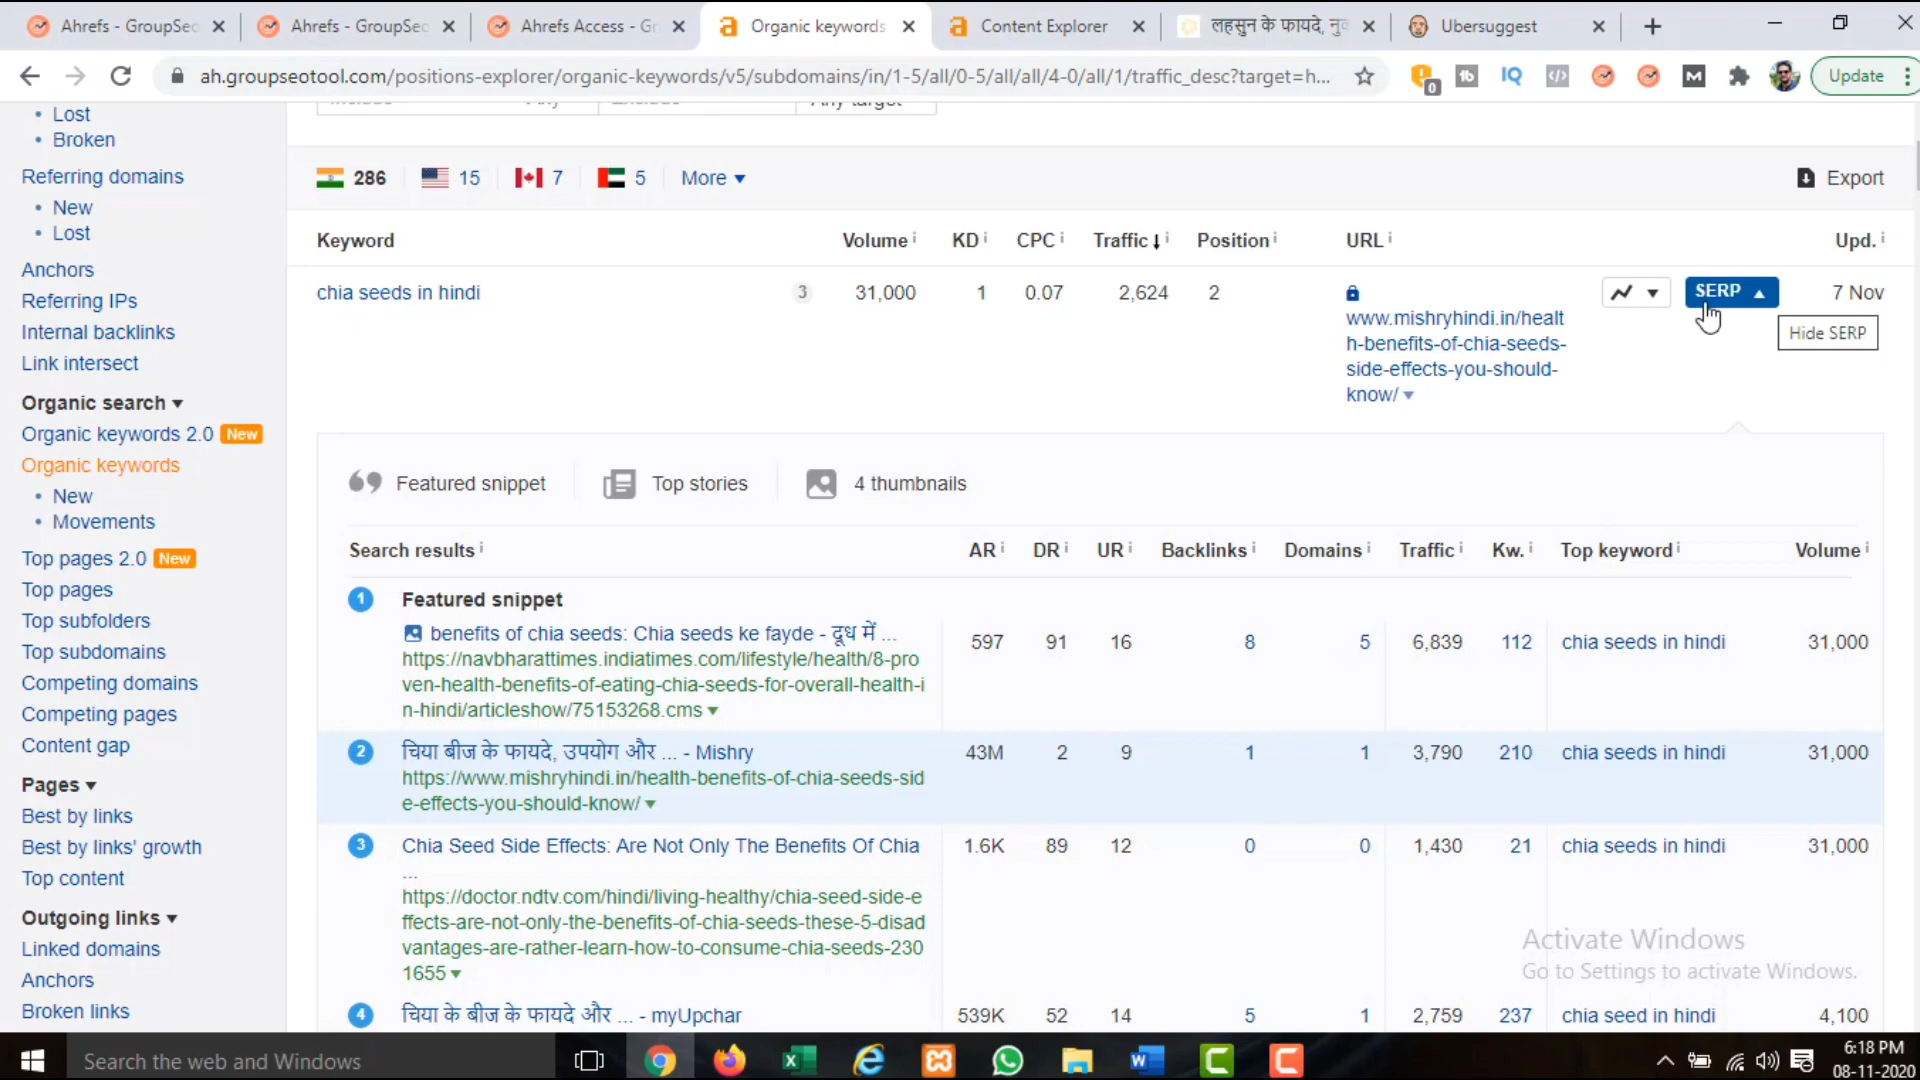 Ahrefs - GroupSeo
Ahrefs - GroupSeo
Ahrefs Access - Gr
Organic keywords
Content Explorer
लहसुन के फायदे, नु
Ubersuggest
ah.groupseotool.com/positions-explorer/organic-keywords/v5/subdomains/in/1-5/all/0-5/all/all/4-0/all/1/traffic_desc?target=h...
0
Update
Lost
Broken
Referring domains
New
Lost
Anchors
Referring IPs
Internal backlinks
Link intersect
Organic search
Organic keywords 2.0 New
Organic keywords
New
Movements
Top pages 2.0 New
Top pages
Top subfolders
Top subdomains
Competing domains
Competing pages
Content gap
Pages
Best by links
Best by links' growth
Top content
Outgoing links
Linked domains
Anchors
Broken links
Any target
286 15 7 5 More Export
Keyword Volume KD CPC Traffic Position URL Upd.
chia seeds in hindi 3 31,000 1 0.07 2,624 2 SERP 7 Nov
www.mishryhindi.in/healt
h-benefits-of-chia-seeds-
side-effects-you-should-
know/
Hide SERP
Featured snippet Top stories 4 thumbnails
Search results AR DR UR Backlinks Domains Traffic Kw. Top keyword Volume
1 Featured snippet
benefits of chia seeds: Chia seeds ke fayde - दूध में ... 597 91 16 8 5 6,839 112 chia seeds in hindi 31,000
https://navbharattimes.indiatimes.com/lifestyle/health/8-pro
ven-health-benefits-of-eating-chia-seeds-for-overall-health-i
n-hindi/articleshow/75153268.cms
2 चिया बीज के फायदे, उपयोग और ... - Mishry 43M 2 9 1 1 3,790 210 chia seeds in hindi 31,000
https://www.mishryhindi.in/health-benefits-of-chia-seeds-sid
e-effects-you-should-know/
3 Chia Seed Side Effects: Are Not Only The Benefits Of Chia 1.6K 89 12 0 0 1,430 21 chia seeds in hindi 31,000
...
https://doctor.ndtv.com/hindi/living-healthy/chia-seed-side-e
ffects-are-not-only-the-benefits-of-chia-seeds-these-5-disad
vantages-are-rather-learn-how-to-consume-chia-seeds-230
1655
4 चिया के बीज के फायदे और ... - myUpchar 539K 52 14 5 1 2,759 237 chia seed in hindi 4,100
Activate Windows
Go to Settings to activate Windows.
Search the web and Windows
6:18 PM
08-11-2020